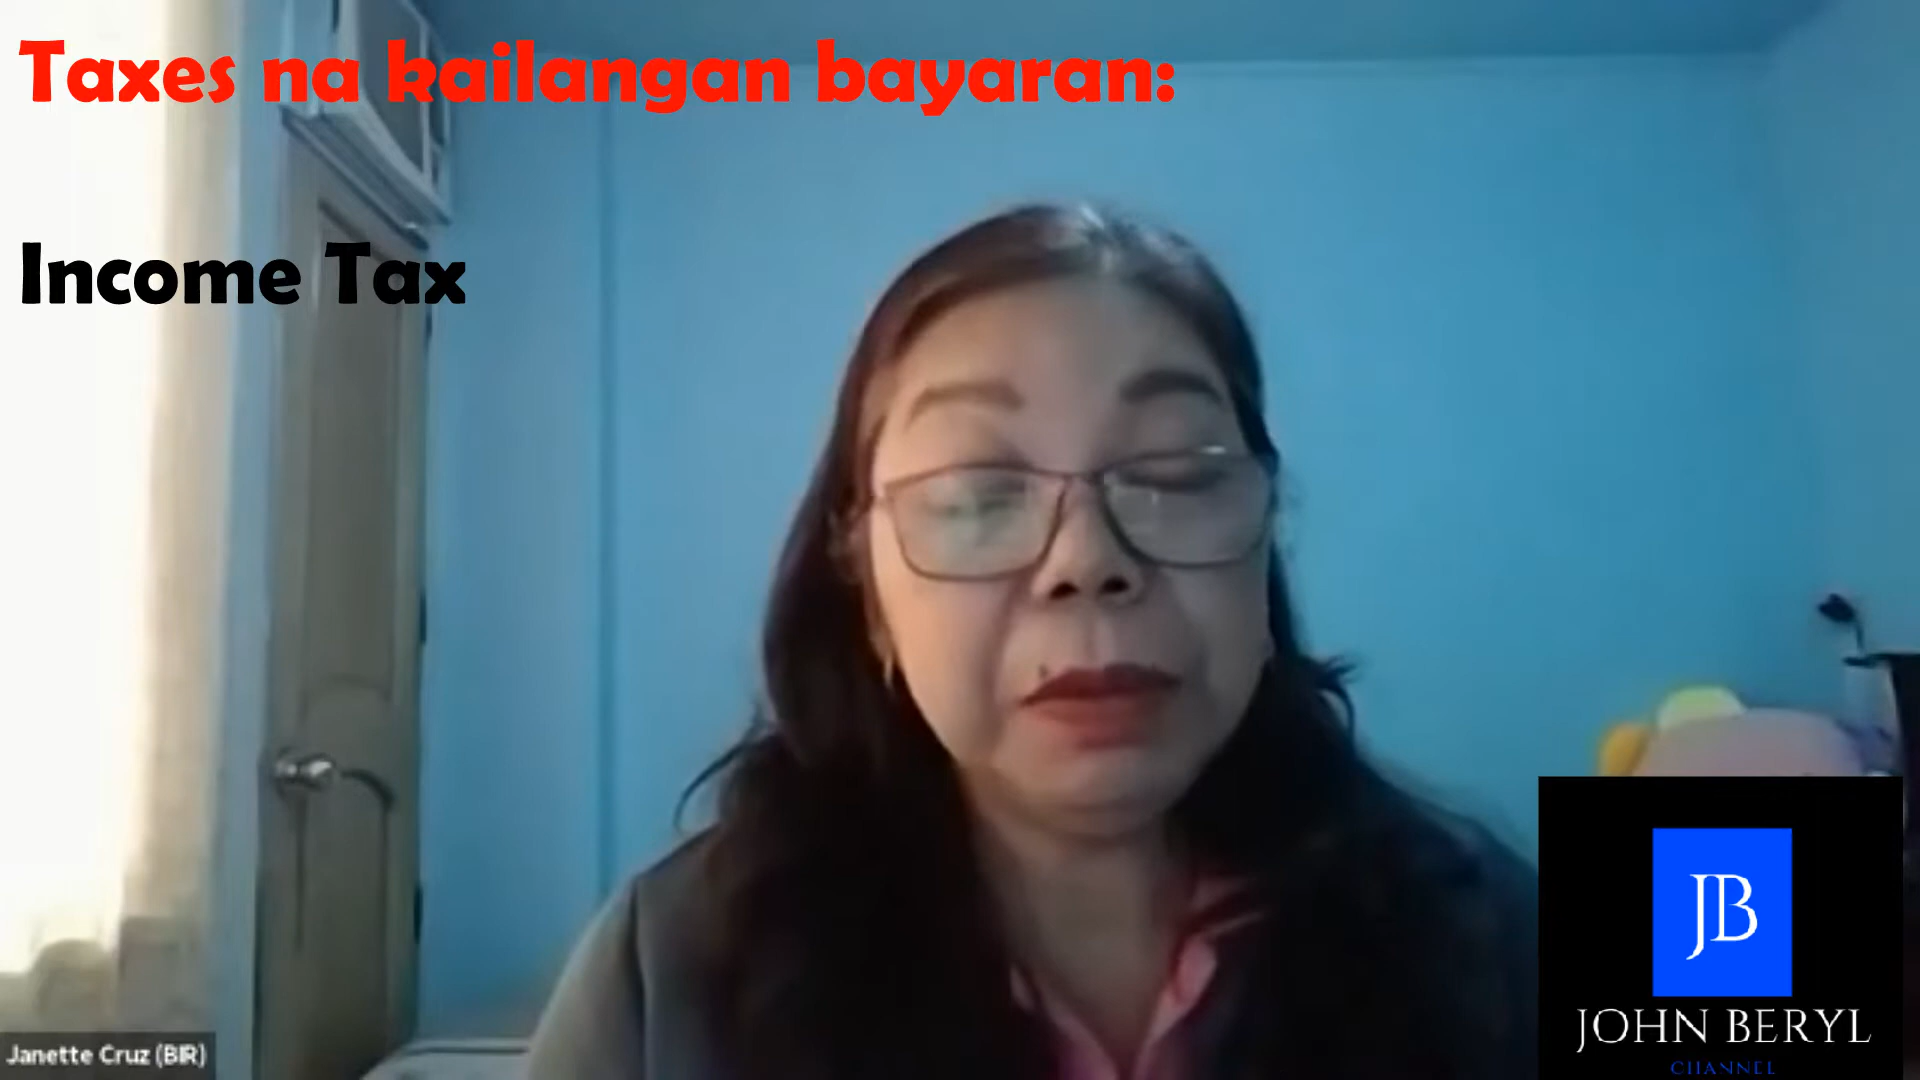 Taxes na kailangan bayaran:
Income Tax
Janette Cruz (BIR)
JB
JOHN BERYL
CHANNEL